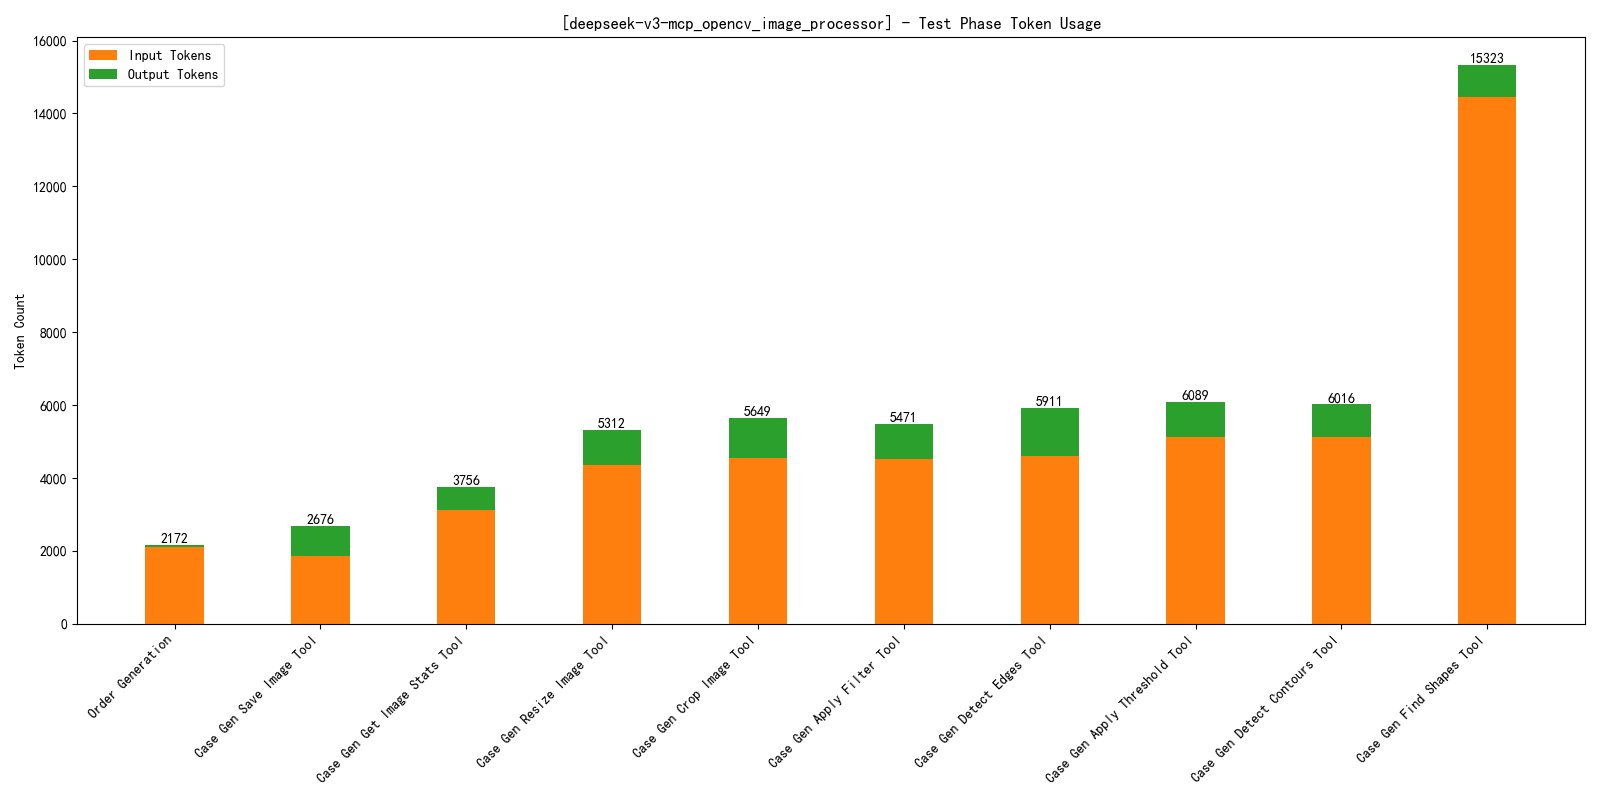 [deepseek-v3-mcp_opencv_image_processor] - Test Phase Token Usage
Input Tokens
Output Tokens
Token Count
16000
14000
12000
10000
8000
6000
4000
2000
0
2172
2676
3756
5312
5649
5471
5911
6089
6016
15323
Order Generation
Case Gen Save Image Tool
Case Gen Get Image Stats Tool
Case Gen Resize Image Tool
Case Gen Crop Image Tool
Case Gen Apply Filter Tool
Case Gen Detect Edges Tool
Case Gen Apply Threshold Tool
Case Gen Detect Contours Tool
Case Gen Find Shapes Tool